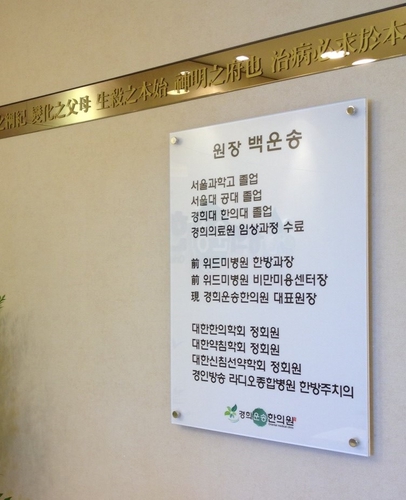 之綱紀 變化之父母 生殺之本始 神明之府也 治病必求於本
원장 백운송
서울과학고 졸업
서울대 공대 졸업
경희대 한의대 졸업
경희의료원 임상과정 수료
前 위드미병원 한방과장
前 위드미병원 비만미용센터장
現 경희운송한의원 대표원장
대한한의학회 정회원
대한약침학회 정회원
대한신침선약학회 정회원
경인방송 라디오종합병원 한방주치의
경희운송한의원